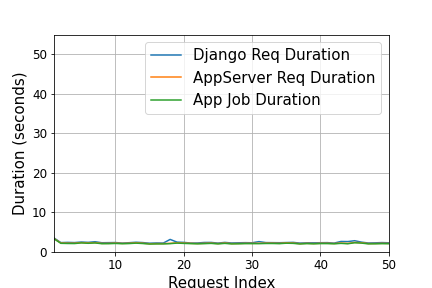 Django Req Duration
AppServer Req Duration
App Job Duration
Duration (seconds)
50
40
30
20
10
0
10 20 30 40 50
Request Index